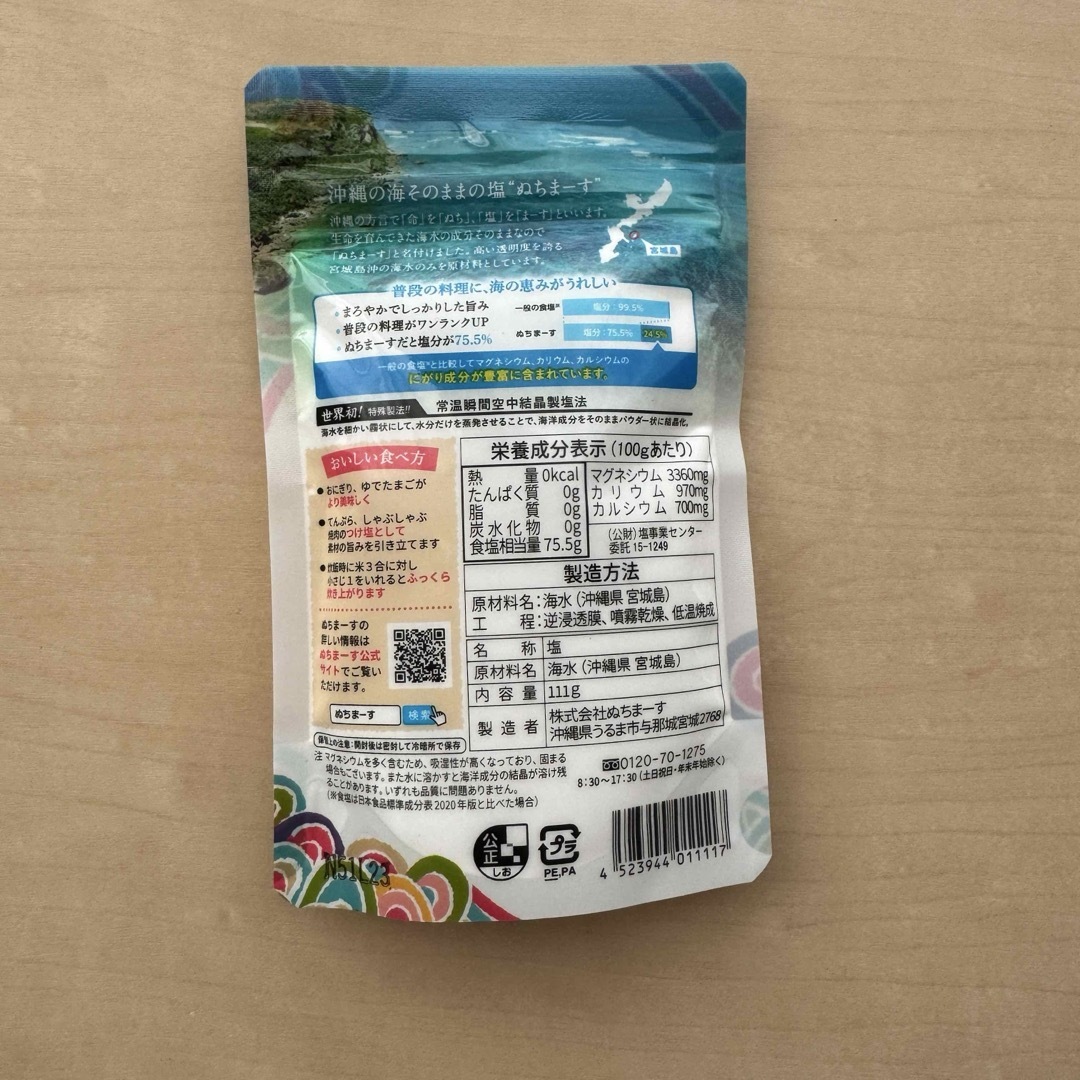 沖縄の海そのままの塩“ぬちまーす”
沖縄の方言で「命」を「ぬち」、「塩」を「まーす」といいます。
生命を育んできた海水の成分そのままなので
「ぬちまーす」と名付けました。高い透明度を誇る
宮城島沖の海水のみを原材料としています。
宮城島
普段の料理に、海の恵みがうれしい
・まろやかでしっかりした旨み
・普段の料理がワンランクUP
・ぬちまーすだと塩分が75.5%
一般の食塩※ 塩分:99.5%
ぬちまーす 塩分:75.5% 24.5%
一般の食塩※と比較してマグネシウム、カリウム、カルシウムの
にがり成分が豊富に含まれています。
世界初! 特殊製法!! 常温瞬間空中結晶製塩法
海水を細かい霧状にして、水分だけを蒸発させることで、海洋成分をそのままパウダー状に結晶化。
おいしい食べ方
●おにぎり、ゆでたまごが
より美味しく
●てんぷら、しゃぶしゃぶ
焼肉のつけ塩として
素材の旨みを引き立てます
●炊飯時に米3合に対し
小さじ1をいれるとふっくら
炊き上がります
ぬちまーすの
詳しい情報は
ぬちまーす公式
サイトでご覧い
ただけます。
ぬちまーす 検索
栄養成分表示(100gあたり)
熱量 0kcal
たんぱく質 0g
脂質 0g
炭水化物 0g
食塩相当量 75.5g
マグネシウム 3360mg
カリウム 970mg
カルシウム 700mg
(公財)塩事業センター
委託 15-1249
製造方法
原材料名:海水(沖縄県 宮城島)
工程:逆浸透膜、噴霧乾燥、低温焼成
名称 塩
原材料名 海水(沖縄県 宮城島)
内容量 111g
製造者 株式会社ぬちまーす
沖縄県うるま市与那城宮城2768
保管上の注意:開封後は密封して冷暗所で保存
注 マグネシウムを多く含むため、吸湿性が高くなっており、固まる
場合もございます。また水に溶かすと海洋成分の結晶が溶け残
ることがあります。いずれも品質に問題ありません。
(※食塩は日本食品標準成分表2020年版と比べた場合)
0120-70-1275
8:30〜17:30(土日祝日・年末年始除く)
公正
しお
プラ
PE,PA
4 523944 011117
N51L23